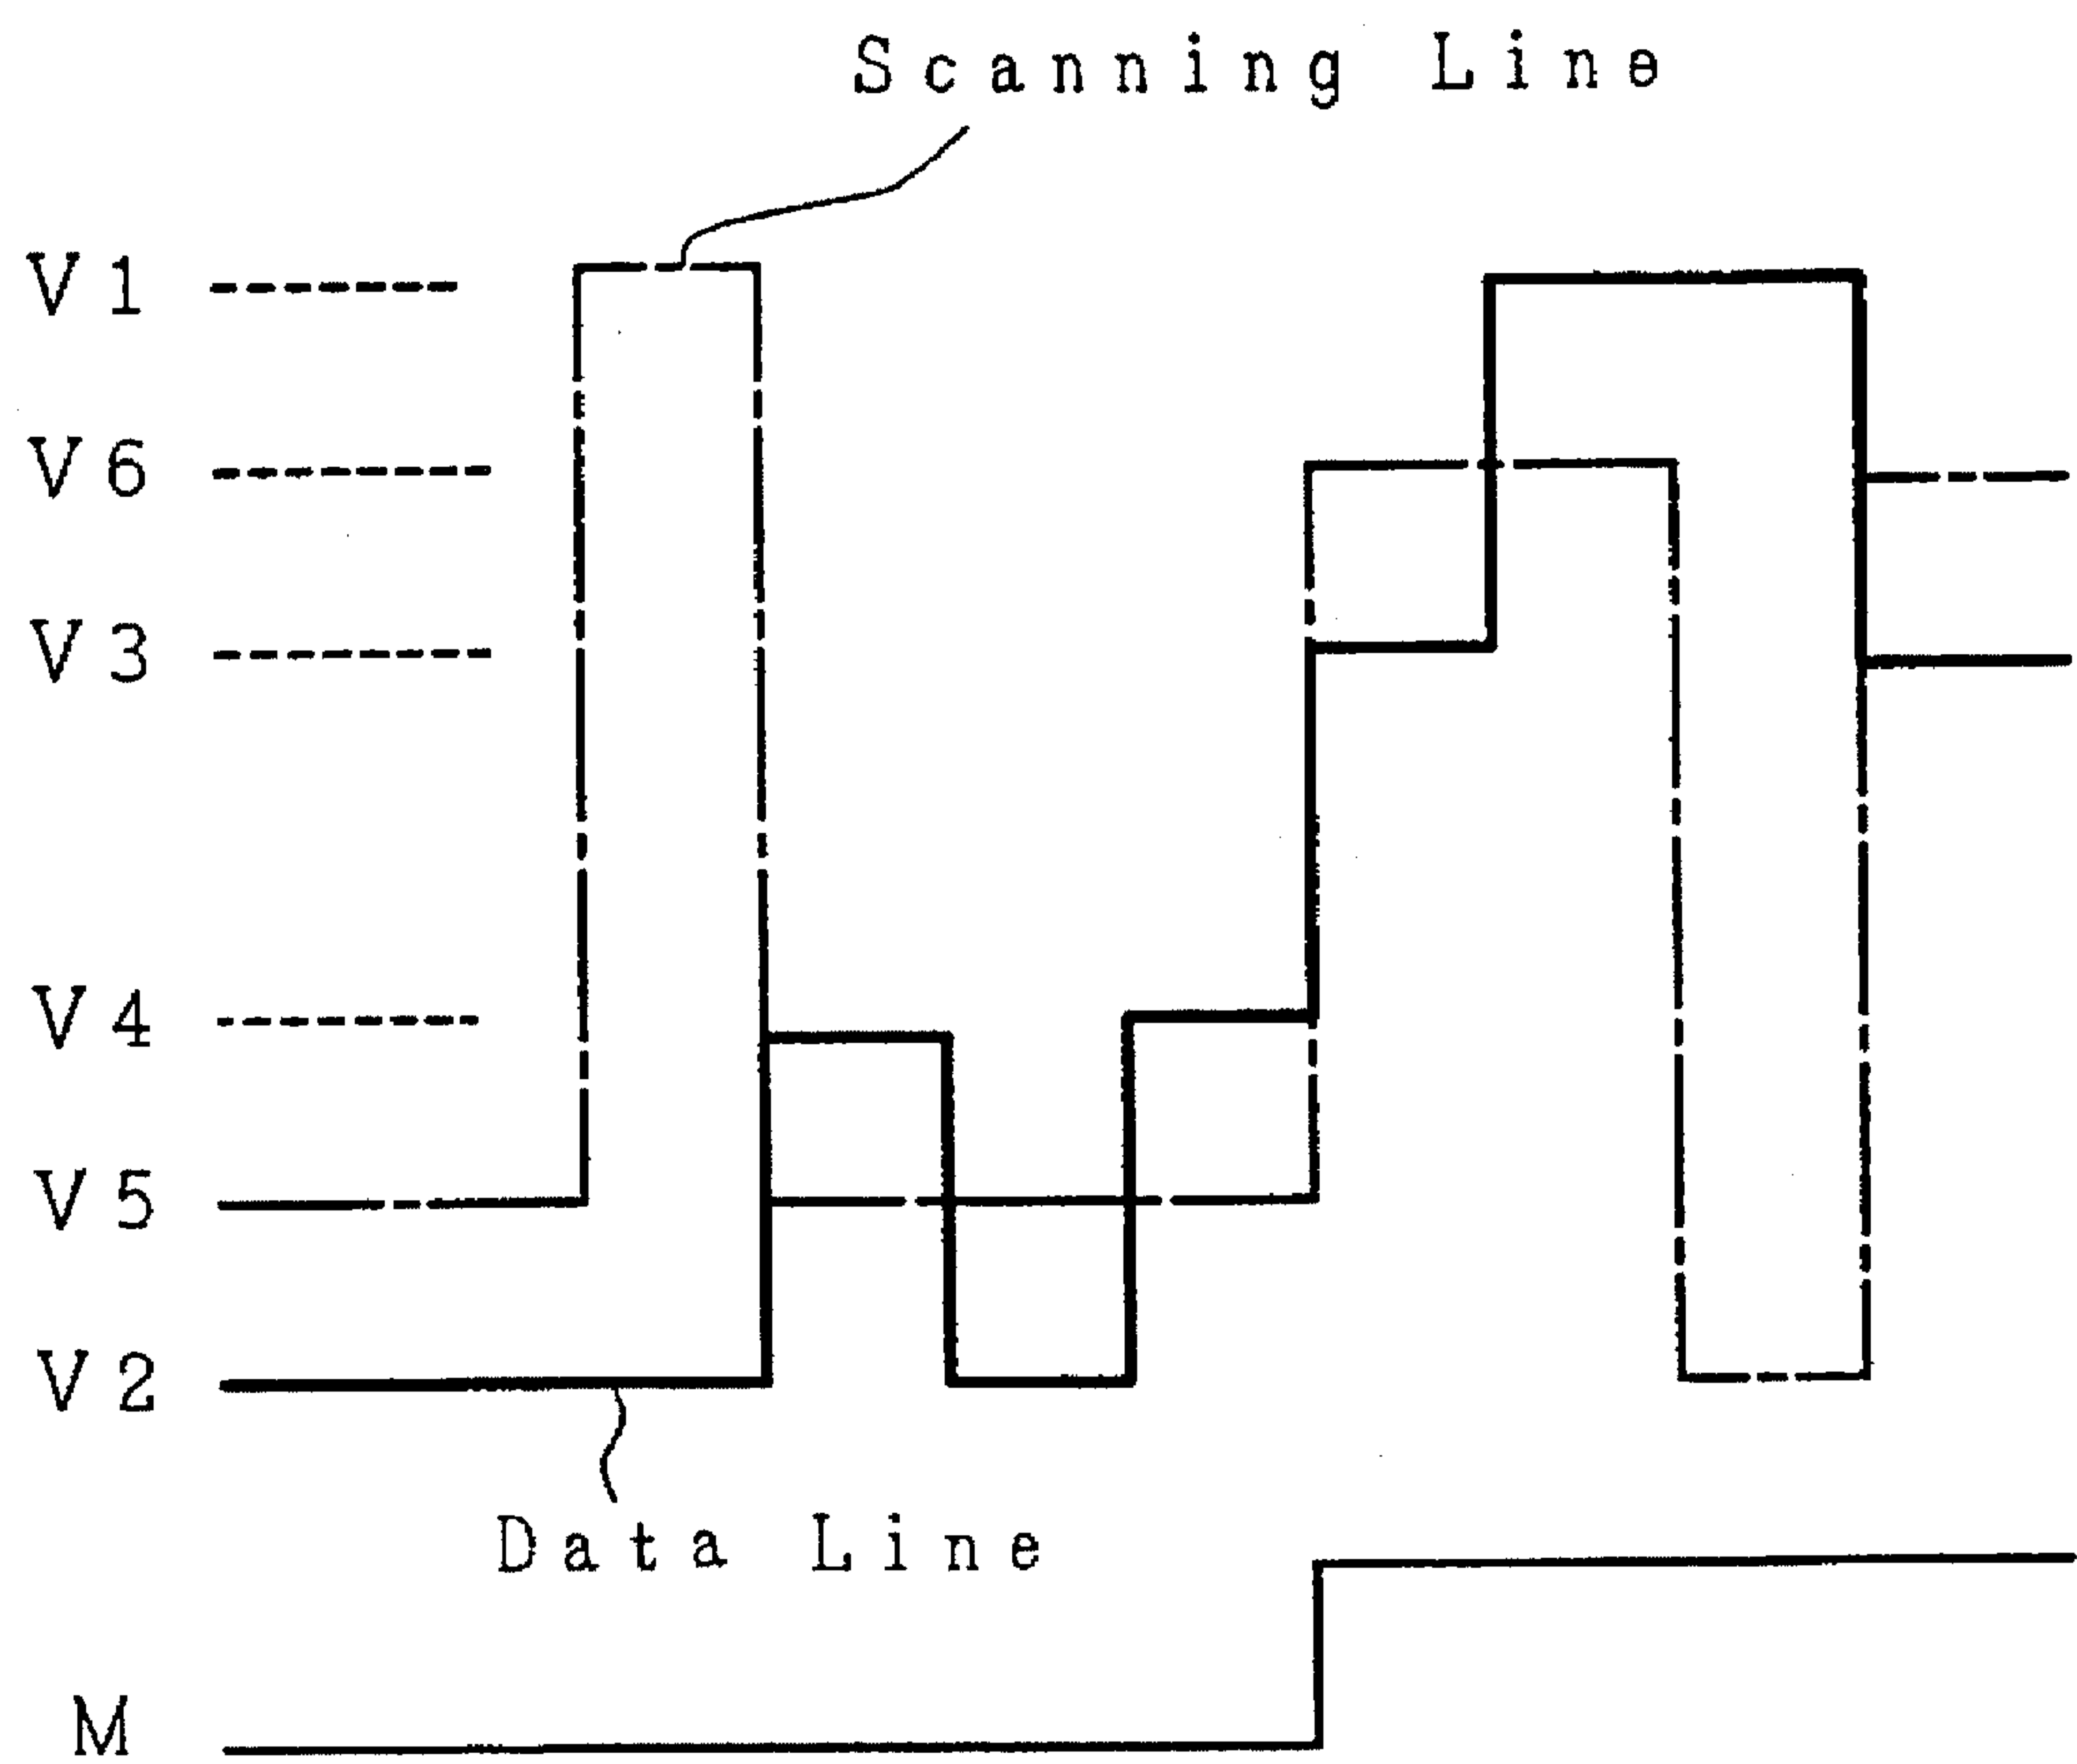 Scanning Line
V1
V6
V3
V4
V5
V2
Data Line
M